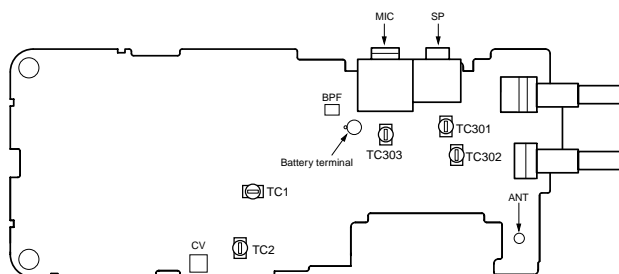 MIC
SP
BPF
TC301
Battery terminal
TC303
TC302
TC1
ANT
CV
TC2